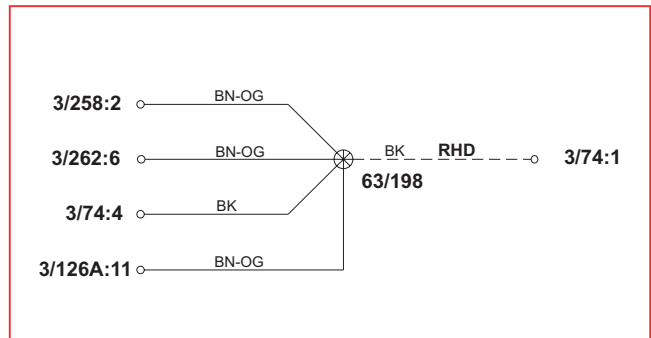 3/258:2 BN-OG
3/262:6 BN-OG BK RHD 3/74:1
63/198
3/74:4 BK
3/126A:11 BN-OG